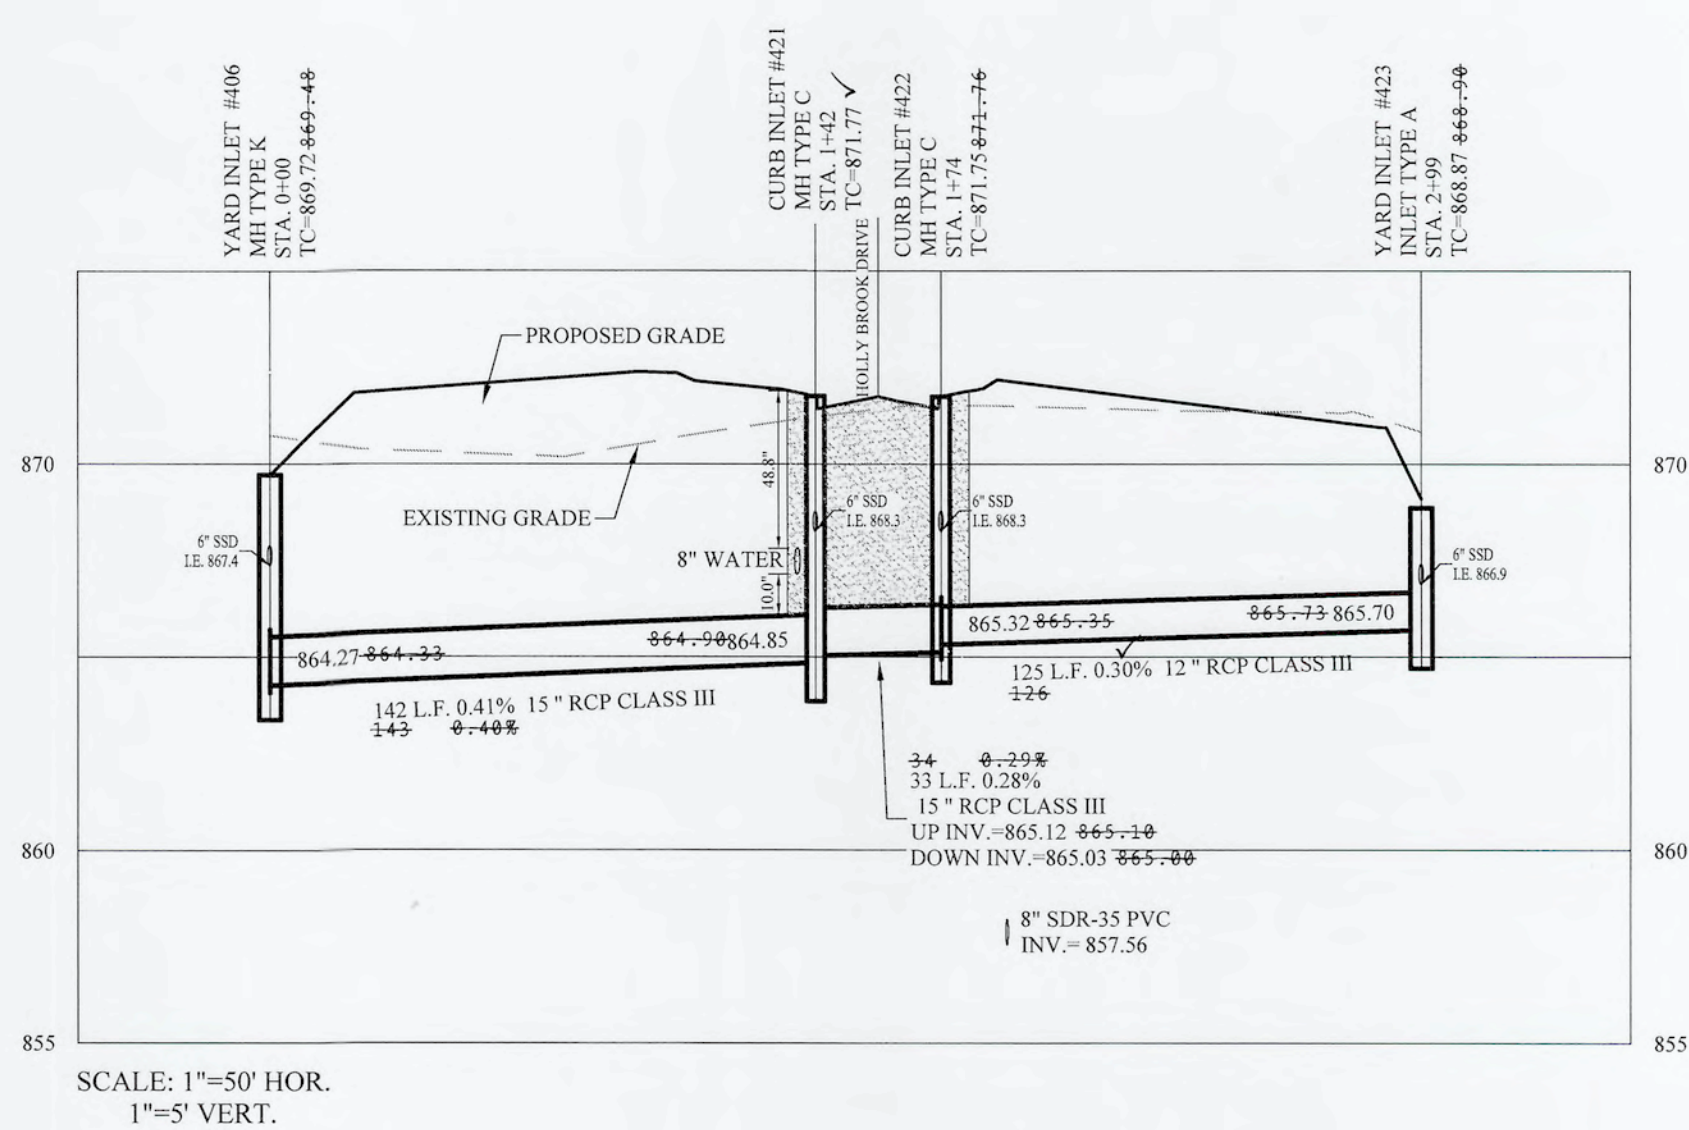 YARD INLET #406
MH TYPE K
STA. 0+00
TC=869.72 869.48
CURB INLET #421
MH TYPE C
STA. 1+42
TC=871.77 ✓
HOLLY BROOK DRIVE
CURB INLET #422
MH TYPE C
STA. 1+74
TC=871.75 871.76
YARD INLET #423
INLET TYPE A
STA. 2+99
TC=868.87 868.90
PROPOSED GRADE
EXISTING GRADE
870
870
48.8"
6" SSD
I.E. 867.4
8" WATER
10.0"
6" SSD
I.E. 868.3
6" SSD
I.E. 868.3
6" SSD
I.E. 866.9
864.27 864.33
864.90 864.85
865.32 865.35
865.73 865.70
142 L.F. 0.41% 15 " RCP CLASS III
143 0.40%
✓
125 L.F. 0.30% 12 " RCP CLASS III
126
34 0.29%
33 L.F. 0.28%
15 " RCP CLASS III
UP INV.=865.12 865.10
DOWN INV.=865.03 865.00
860
860
8" SDR-35 PVC
INV.= 857.56
855
855
SCALE: 1"=50' HOR.
1"=5' VERT.